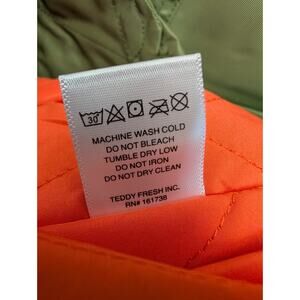 30
MACHINE WASH COLD
DO NOT BLEACH
TUMBLE DRY LOW
DO NOT IRON
DO NOT DRY CLEAN
TEDDY FRESH INC.
RN# 161738